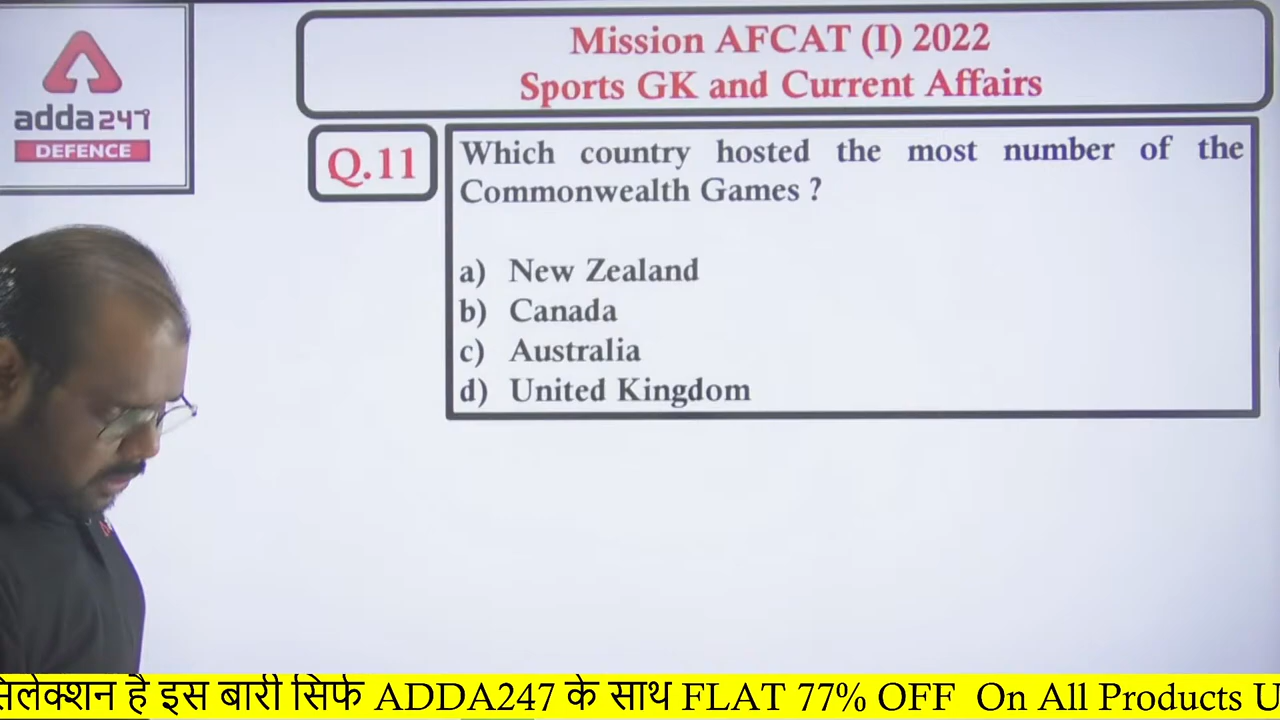 adda247
DEFENCE
Mission AFCAT (I) 2022
Sports GK and Current Affairs
Q.11
Which country hosted the most number of the
Commonwealth Games ?
a) New Zealand
b) Canada
c) Australia
d) United Kingdom
सिलेक्शन है इस बारी सिर्फ ADDA247 के साथ FLAT 77% OFF On All Products U